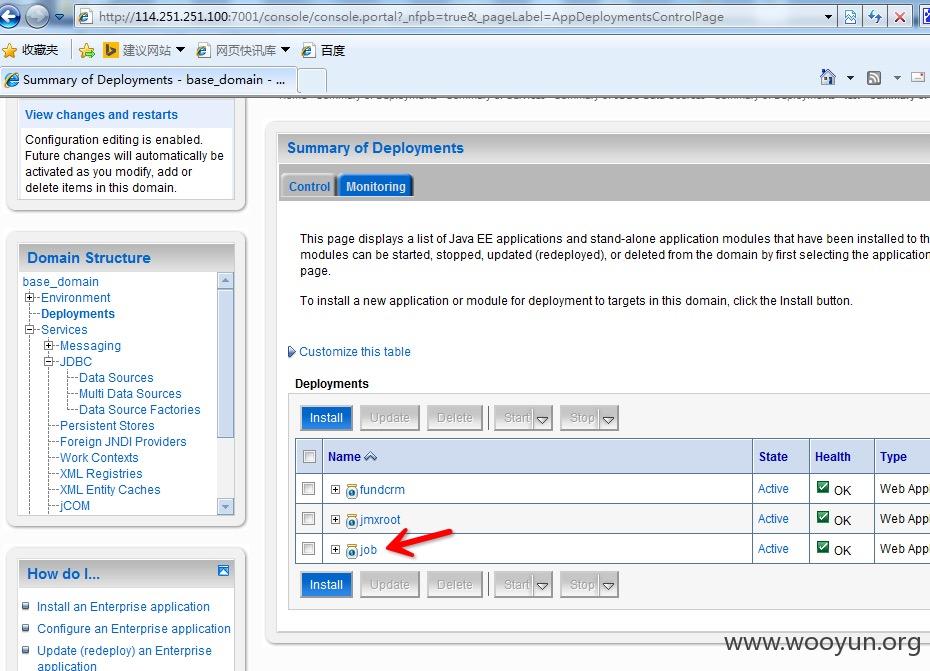 http://114.251.251.100:7001/console/console.portal?_nfpb=true&_pageLabel=AppDeploymentsControlPage
收藏夹 建议网站 网页快讯库 百度
Summary of Deployments - base_domain - ...
View changes and restarts
Configuration editing is enabled.
Future changes will automatically be
activated as you modify, add or
delete items in this domain.
Domain Structure
base_domain
Environment
Deployments
Services
Messaging
JDBC
Data Sources
Multi Data Sources
Data Source Factories
Persistent Stores
Foreign JNDI Providers
Work Contexts
XML Registries
XML Entity Caches
jCOM
How do I...
Install an Enterprise application
Configure an Enterprise application
Update (redeploy) an Enterprise
application
Summary of Deployments
Control Monitoring
This page displays a list of Java EE applications and stand-alone application modules that have been installed to th
modules can be started, stopped, updated (redeployed), or deleted from the domain by first selecting the application
page.
To install a new application or module for deployment to targets in this domain, click the Install button.
Customize this table
Deployments
Install Update Delete Start Stop
Name State Health Type
fundcrm Active OK Web Appl
jmxroot Active OK Web Appl
job Active OK Web Appl
Install Update Delete Start Stop
www.wooyun.org